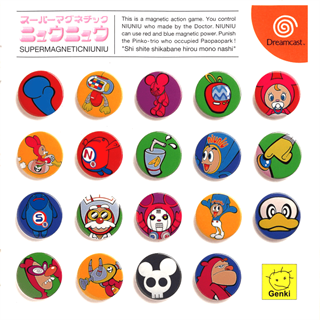 スーパーマグネチック
ニュウニュウ
SUPERMAGNETICNIUNIU
This is a magnetic action game. You control
NIUNIU who made by the Doctor. NIUNIU
can use red and blue magnetic power. Punish
the Pinko-trio who occupied Paopaopark!
"Shi shite shikabane hirou mono nashi"
Dreamcast.
N
S
Genki